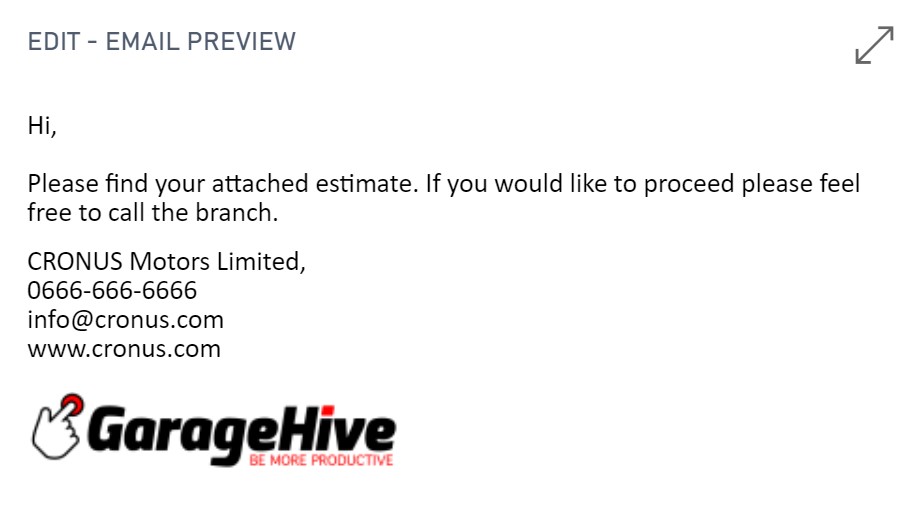 EDIT - EMAIL PREVIEW
Hi,
Please find your attached estimate. If you would like to proceed please feel
free to call the branch.
CRONUS Motors Limited,
0666-666-6666
info@cronus.com
www.cronus.com
GarageHive
BE MORE PRODUCTIVE